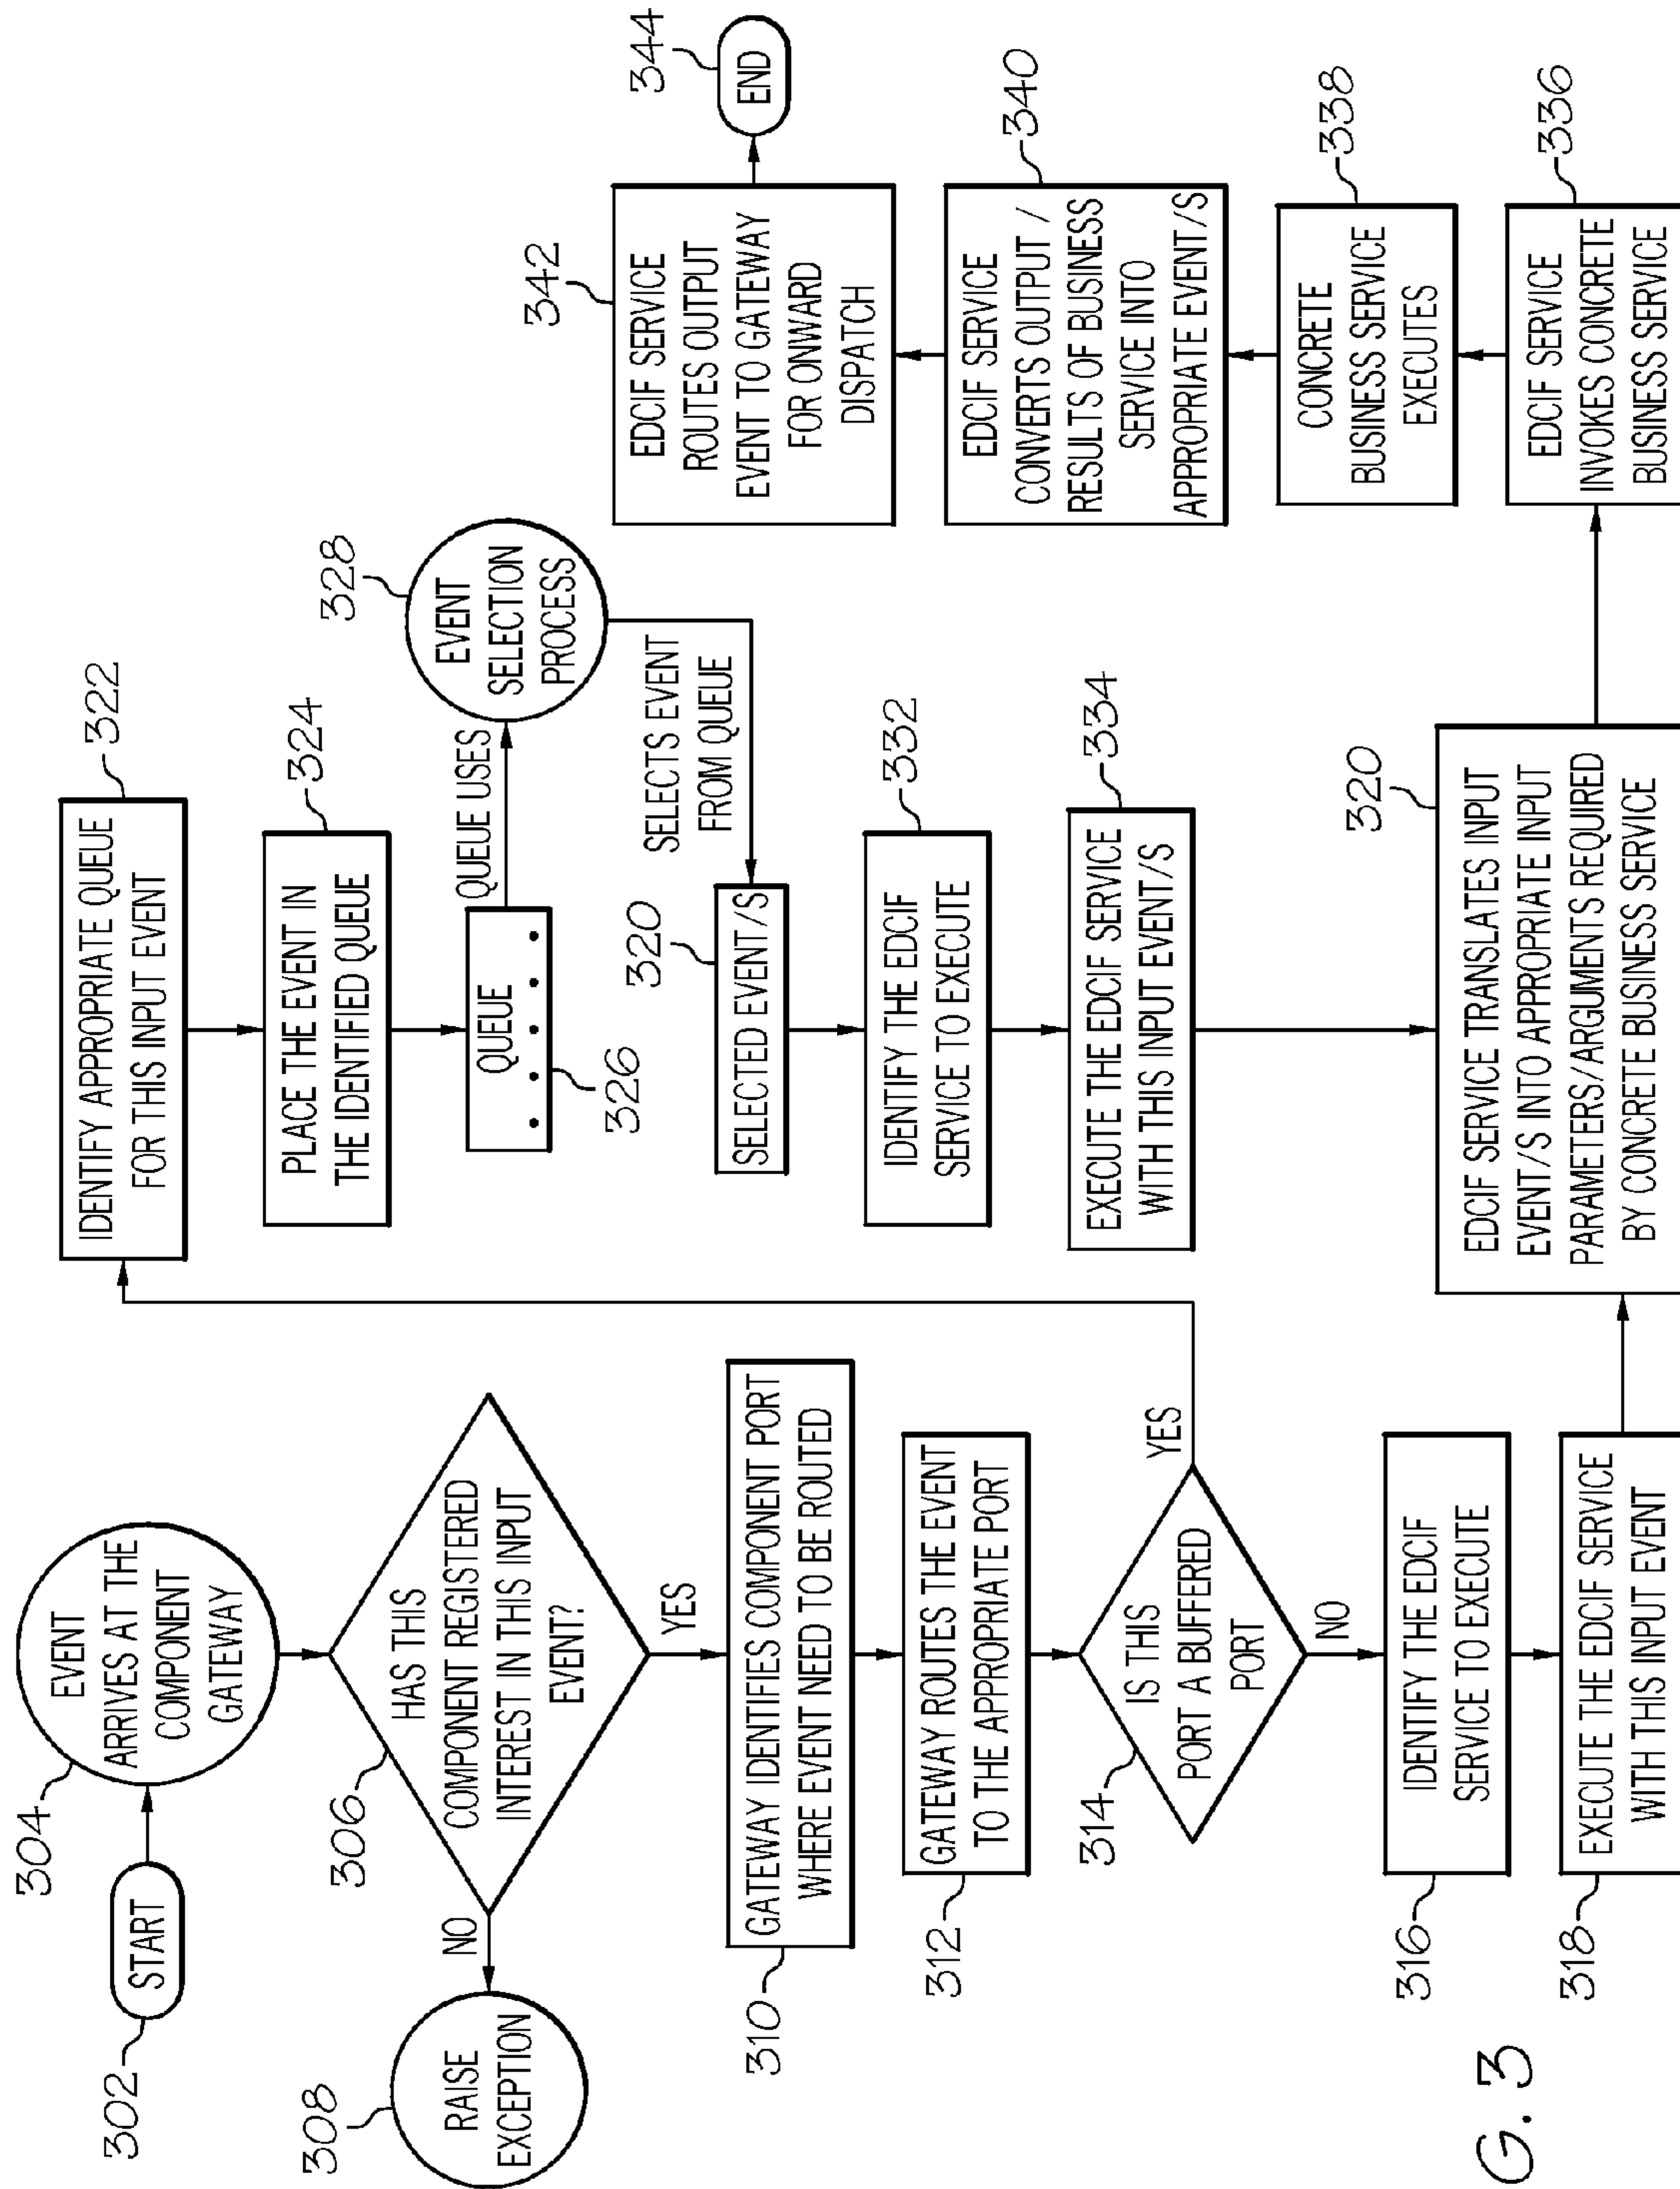 302
START
304
EVENT
ARRIVES AT THE
COMPONENT
GATEWAY
306
HAS THIS
COMPONENT REGISTERED
INTEREST IN THIS INPUT
EVENT?
NO
308
RAISE
EXCEPTION
YES
310
GATEWAY IDENTIFIES COMPONENT PORT
WHERE EVENT NEED TO BE ROUTED
312
GATEWAY ROUTES THE EVENT
TO THE APPROPRIATE PORT
314
IS THIS
PORT A BUFFERED
PORT
YES
NO
316
IDENTIFY THE EDCIF
SERVICE TO EXECUTE
318
EXECUTE THE EDCIF SERVICE
WITH THIS INPUT EVENT
322
IDENTIFY APPROPRIATE QUEUE
FOR THIS INPUT EVENT
324
PLACE THE EVENT IN
THE IDENTIFIED QUEUE
326
QUEUE
QUEUE USES
328
EVENT
SELECTION
PROCESS
SELECTS EVENT
FROM QUEUE
320
SELECTED EVENT/S
332
IDENTIFY THE EDCIF
SERVICE TO EXECUTE
334
EXECUTE THE EDCIF SERVICE
WITH THIS INPUT EVENT/S
320
EDCIF SERVICE TRANSLATES INPUT
EVENT/S INTO APPROPRIATE INPUT
PARAMETERS/ARGUMENTS REQUIRED
BY CONCRETE BUSINESS SERVICE
336
EDCIF SERVICE
INVOKES CONCRETE
BUSINESS SERVICE
338
CONCRETE
BUSINESS SERVICE
EXECUTES
340
EDCIF SERVICE
CONVERTS OUTPUT /
RESULTS OF BUSINESS
SERVICE INTO
APPROPRIATE EVENT/S
342
EDCIF SERVICE
ROUTES OUTPUT
EVENT TO GATEWAY
FOR ONWARD
DISPATCH
344
END
G. 3